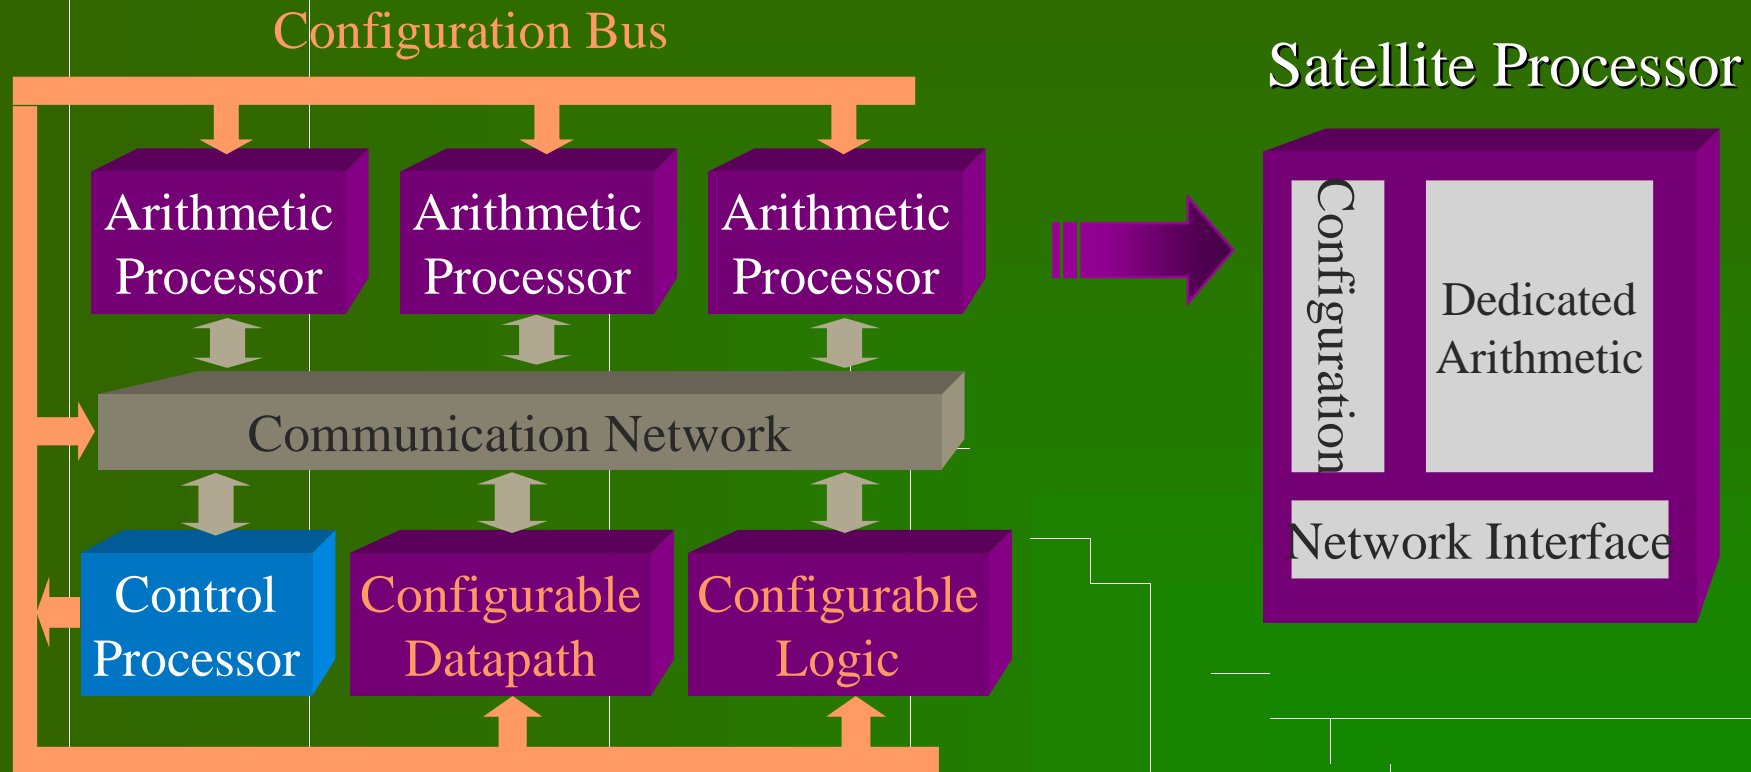 Configuration Bus
Satellite Processor
Arithmetic
Processor
Arithmetic
Processor
Arithmetic
Processor
Configuration
Dedicated
Arithmetic
Communication Network
Network Interface
Control
Processor
Configurable
Datapath
Configurable
Logic